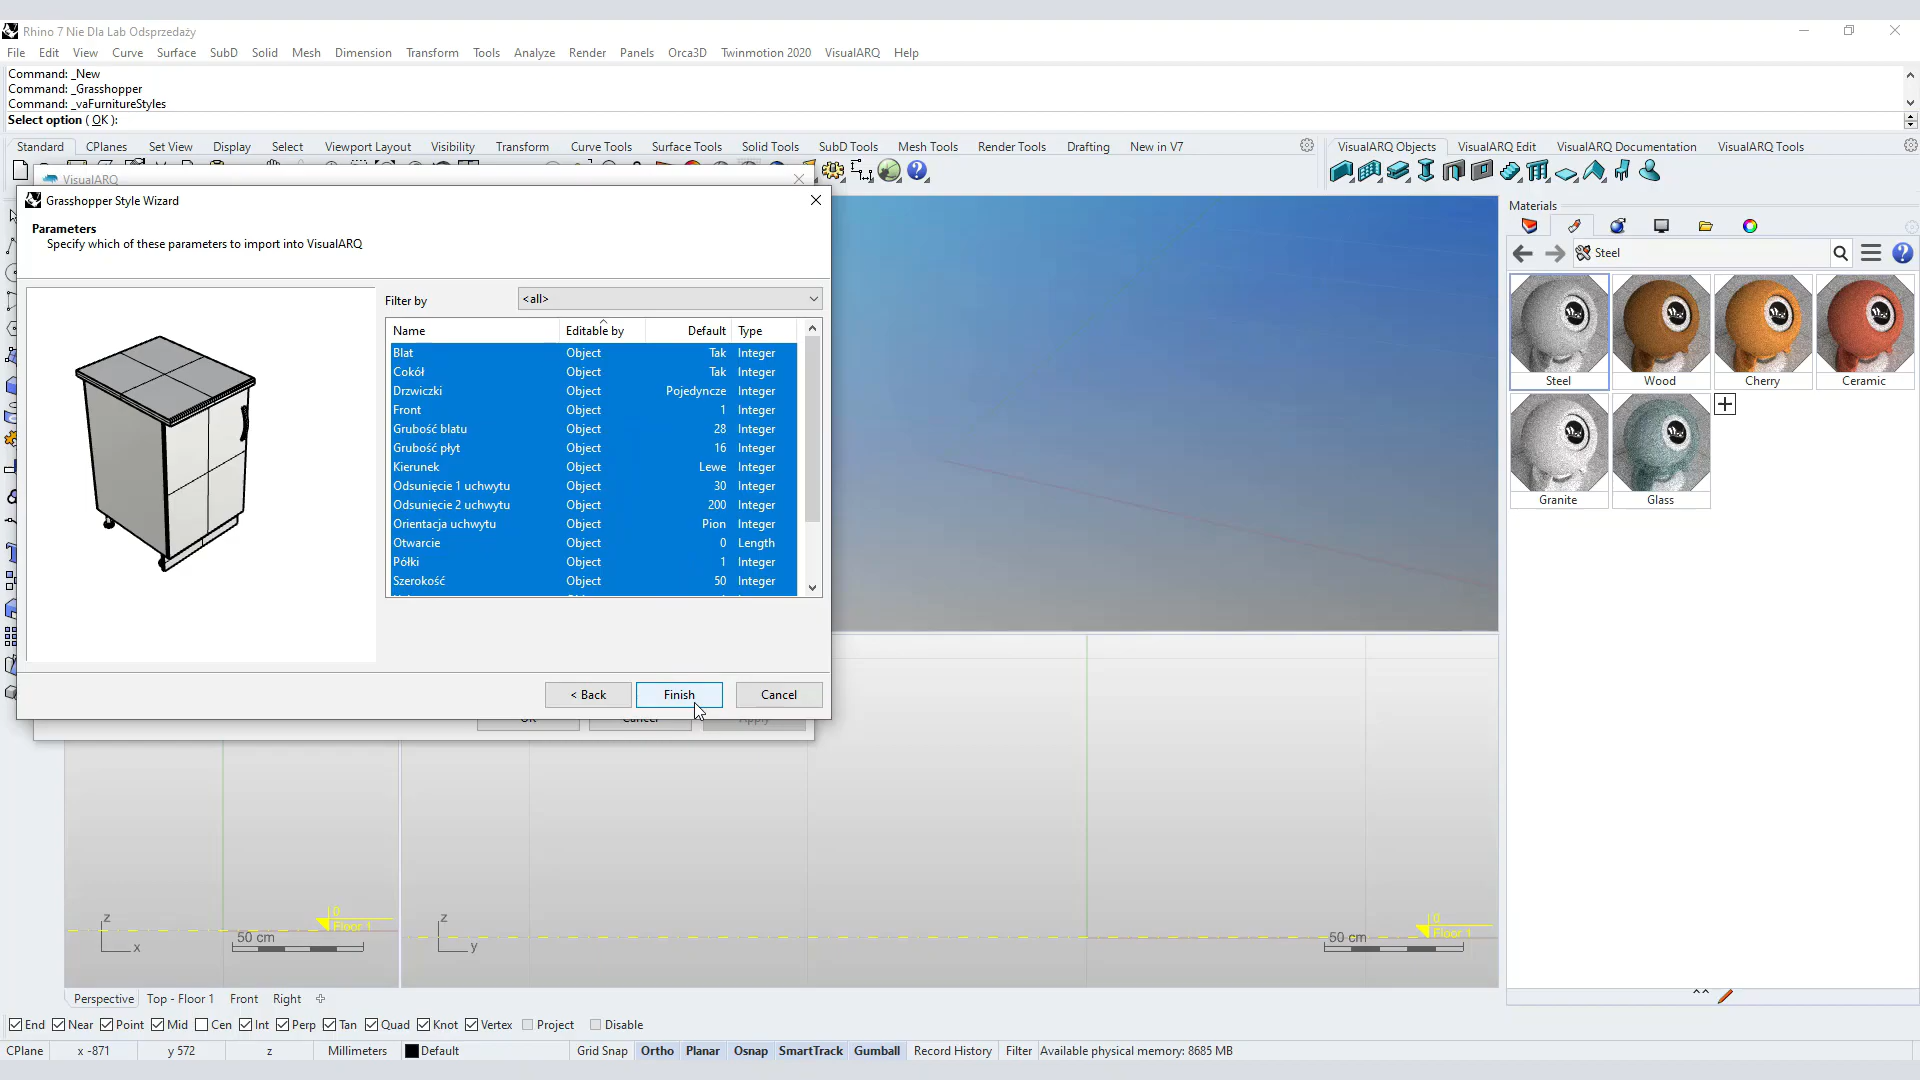 Rhino 7 Nie Dla Lab Odsprzedaży
File Edit View Curve Surface SubD Solid Mesh Dimension Transform Tools Analyze Render Panels Orca3D Twinmotion 2020 VisualARQ Help
Command: _New
Command: _Grasshopper
Command: _vaFurnitureStyles
Select option ( OK ):
Standard CPlanes Set View Display Select Viewport Layout Visibility Transform Curve Tools Surface Tools Solid Tools SubD Tools Mesh Tools Render Tools Drafting New in V7
VisualARQ Objects VisualARQ Edit VisualARQ Documentation VisualARQ Tools
VisualARQ
Grasshopper Style Wizard
Parameters
Specify which of these parameters to import into VisualARQ
Filter by <all>
Name Editable by Default Type
Blat Object Tak Integer
Cokół Object Tak Integer
Drzwiczki Object Pojedyncze Integer
Front Object 1 Integer
Grubość blatu Object 28 Integer
Grubość płyt Object 16 Integer
Kierunek Object Lewe Integer
Odsunięcie 1 uchwytu Object 30 Integer
Odsunięcie 2 uchwytu Object 200 Integer
Orientacja uchwytu Object Pion Integer
Otwarcie Object 0 Length
Półki Object 1 Integer
Szerokość Object 50 Integer
< Back Finish Cancel
OK Cancel Apply
Materials
Steel
Steel Wood Cherry Ceramic
Granite Glass
z
x
50 cm
0
Floor 1
z
y
50 cm
0
Floor 1
Perspective Top - Floor 1 Front Right
End Near Point Mid Cen Int Perp Tan Quad Knot Vertex Project Disable
CPlane x -871 y 572 z Millimeters Default Grid Snap Ortho Planar Osnap SmartTrack Gumball Record History Filter Available physical memory: 8685 MB